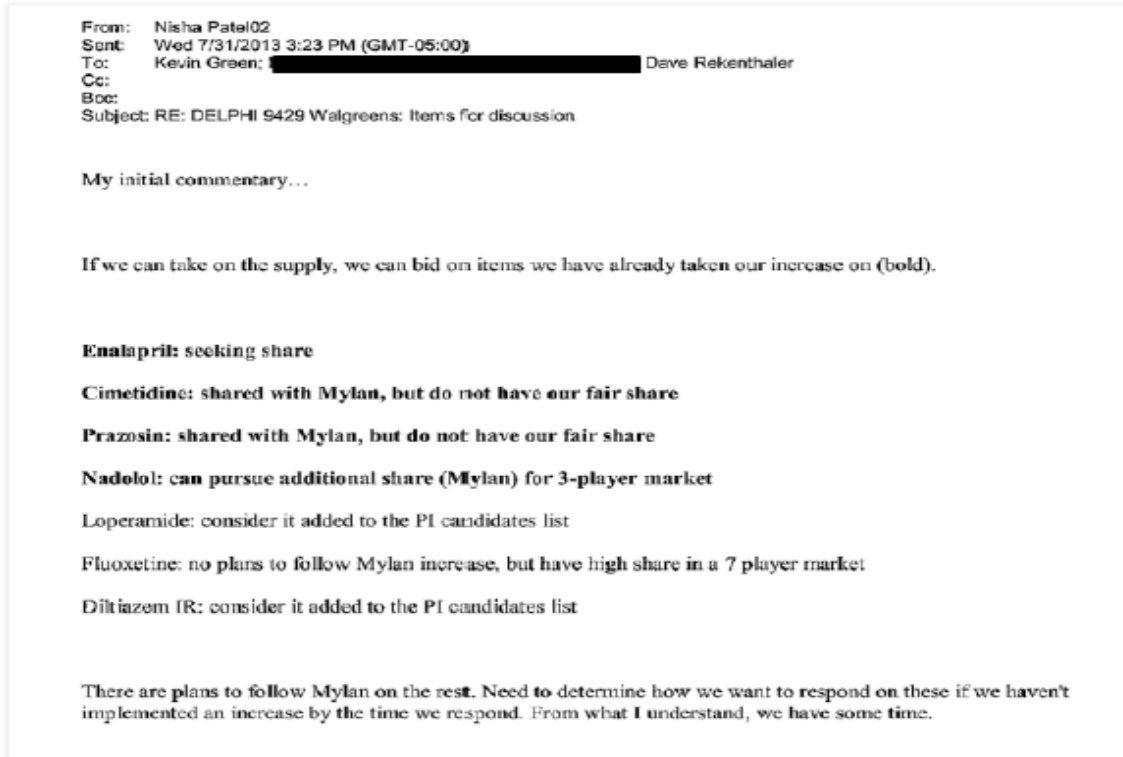 From: Nisha Patel02
Sent: Wed 7/31/2013 3:23 PM (GMT-05:00)
To: Kevin Green; Dave Rekenthaler
Cc:
Bcc:
Subject: RE: DELPHI 9429 Walgreens: Items for discussion
My initial commentary…
If we can take on the supply, we can bid on items we have already taken our increase on (bold).
Enalapril: seeking share
Cimetidine: shared with Mylan, but do not have our fair share
Prazosin: shared with Mylan, but do not have our fair share
Nadolol: can pursue additional share (Mylan) for 3-player market
Loperamide: consider it added to the PI candidates list
Fluoxetine: no plans to follow Mylan increase, but have high share in a 7 player market
Diltiazem IR: consider it added to the PI candidates list
There are plans to follow Mylan on the rest. Need to determine how we want to respond on these if we haven't
implemented an increase by the time we respond. From what I understand, we have some time.